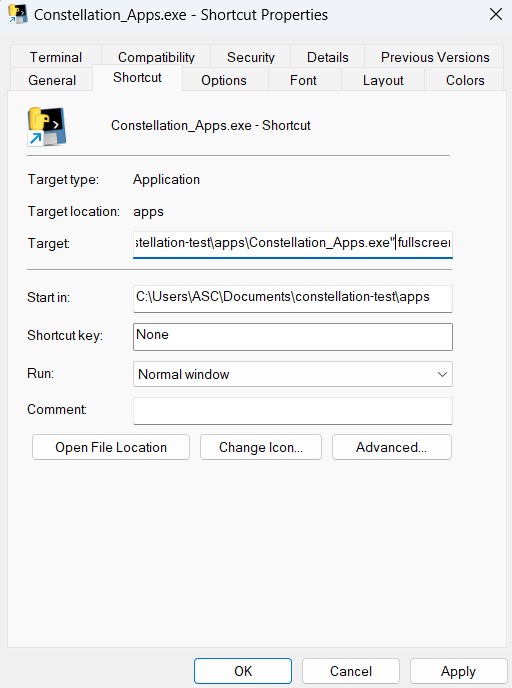 Constellation_Apps.exe - Shortcut Properties
Terminal Compatibility Security Details Previous Versions
General Shortcut Options Font Layout Colors
Constellation_Apps.exe - Shortcut
Target type: Application
Target location: apps
Target: stellation-test\apps\Constellation_Apps.exe" fullscreen
Start in: C:\Users\ASC\Documents\constellation-test\apps
Shortcut key: None
Run: Normal window
Comment:
Open File Location Change Icon... Advanced...
OK Cancel Apply